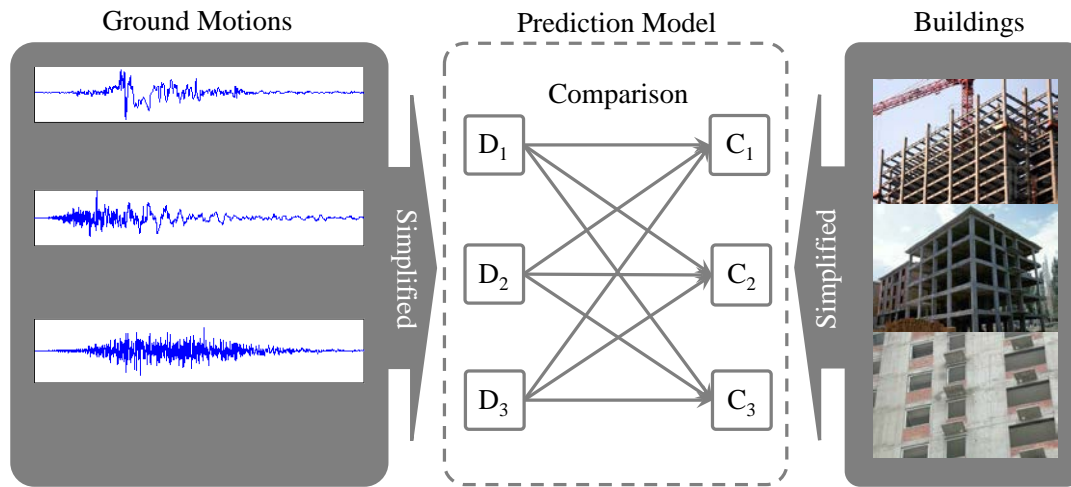 Ground Motions
Prediction Model
Buildings
Comparison
D1
C1
D2
C2
D3
C3
Simplified
Simplified